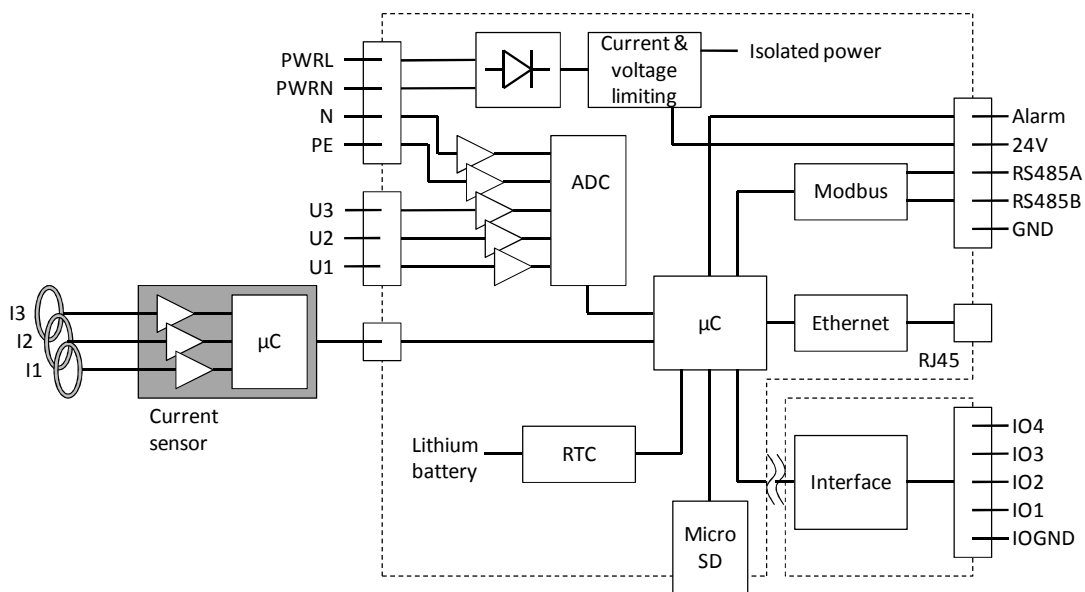 PWRL
PWRN
N
PE
U3
U2
U1
Current &
voltage
limiting
Isolated power
ADC
Alarm
24V
RS485A
RS485B
GND
Modbus
I3
I2
I1
µC
Current
sensor
µC
Ethernet
RJ45
Lithium
battery
RTC
Micro
SD
Interface
IO4
IO3
IO2
IO1
IOGND